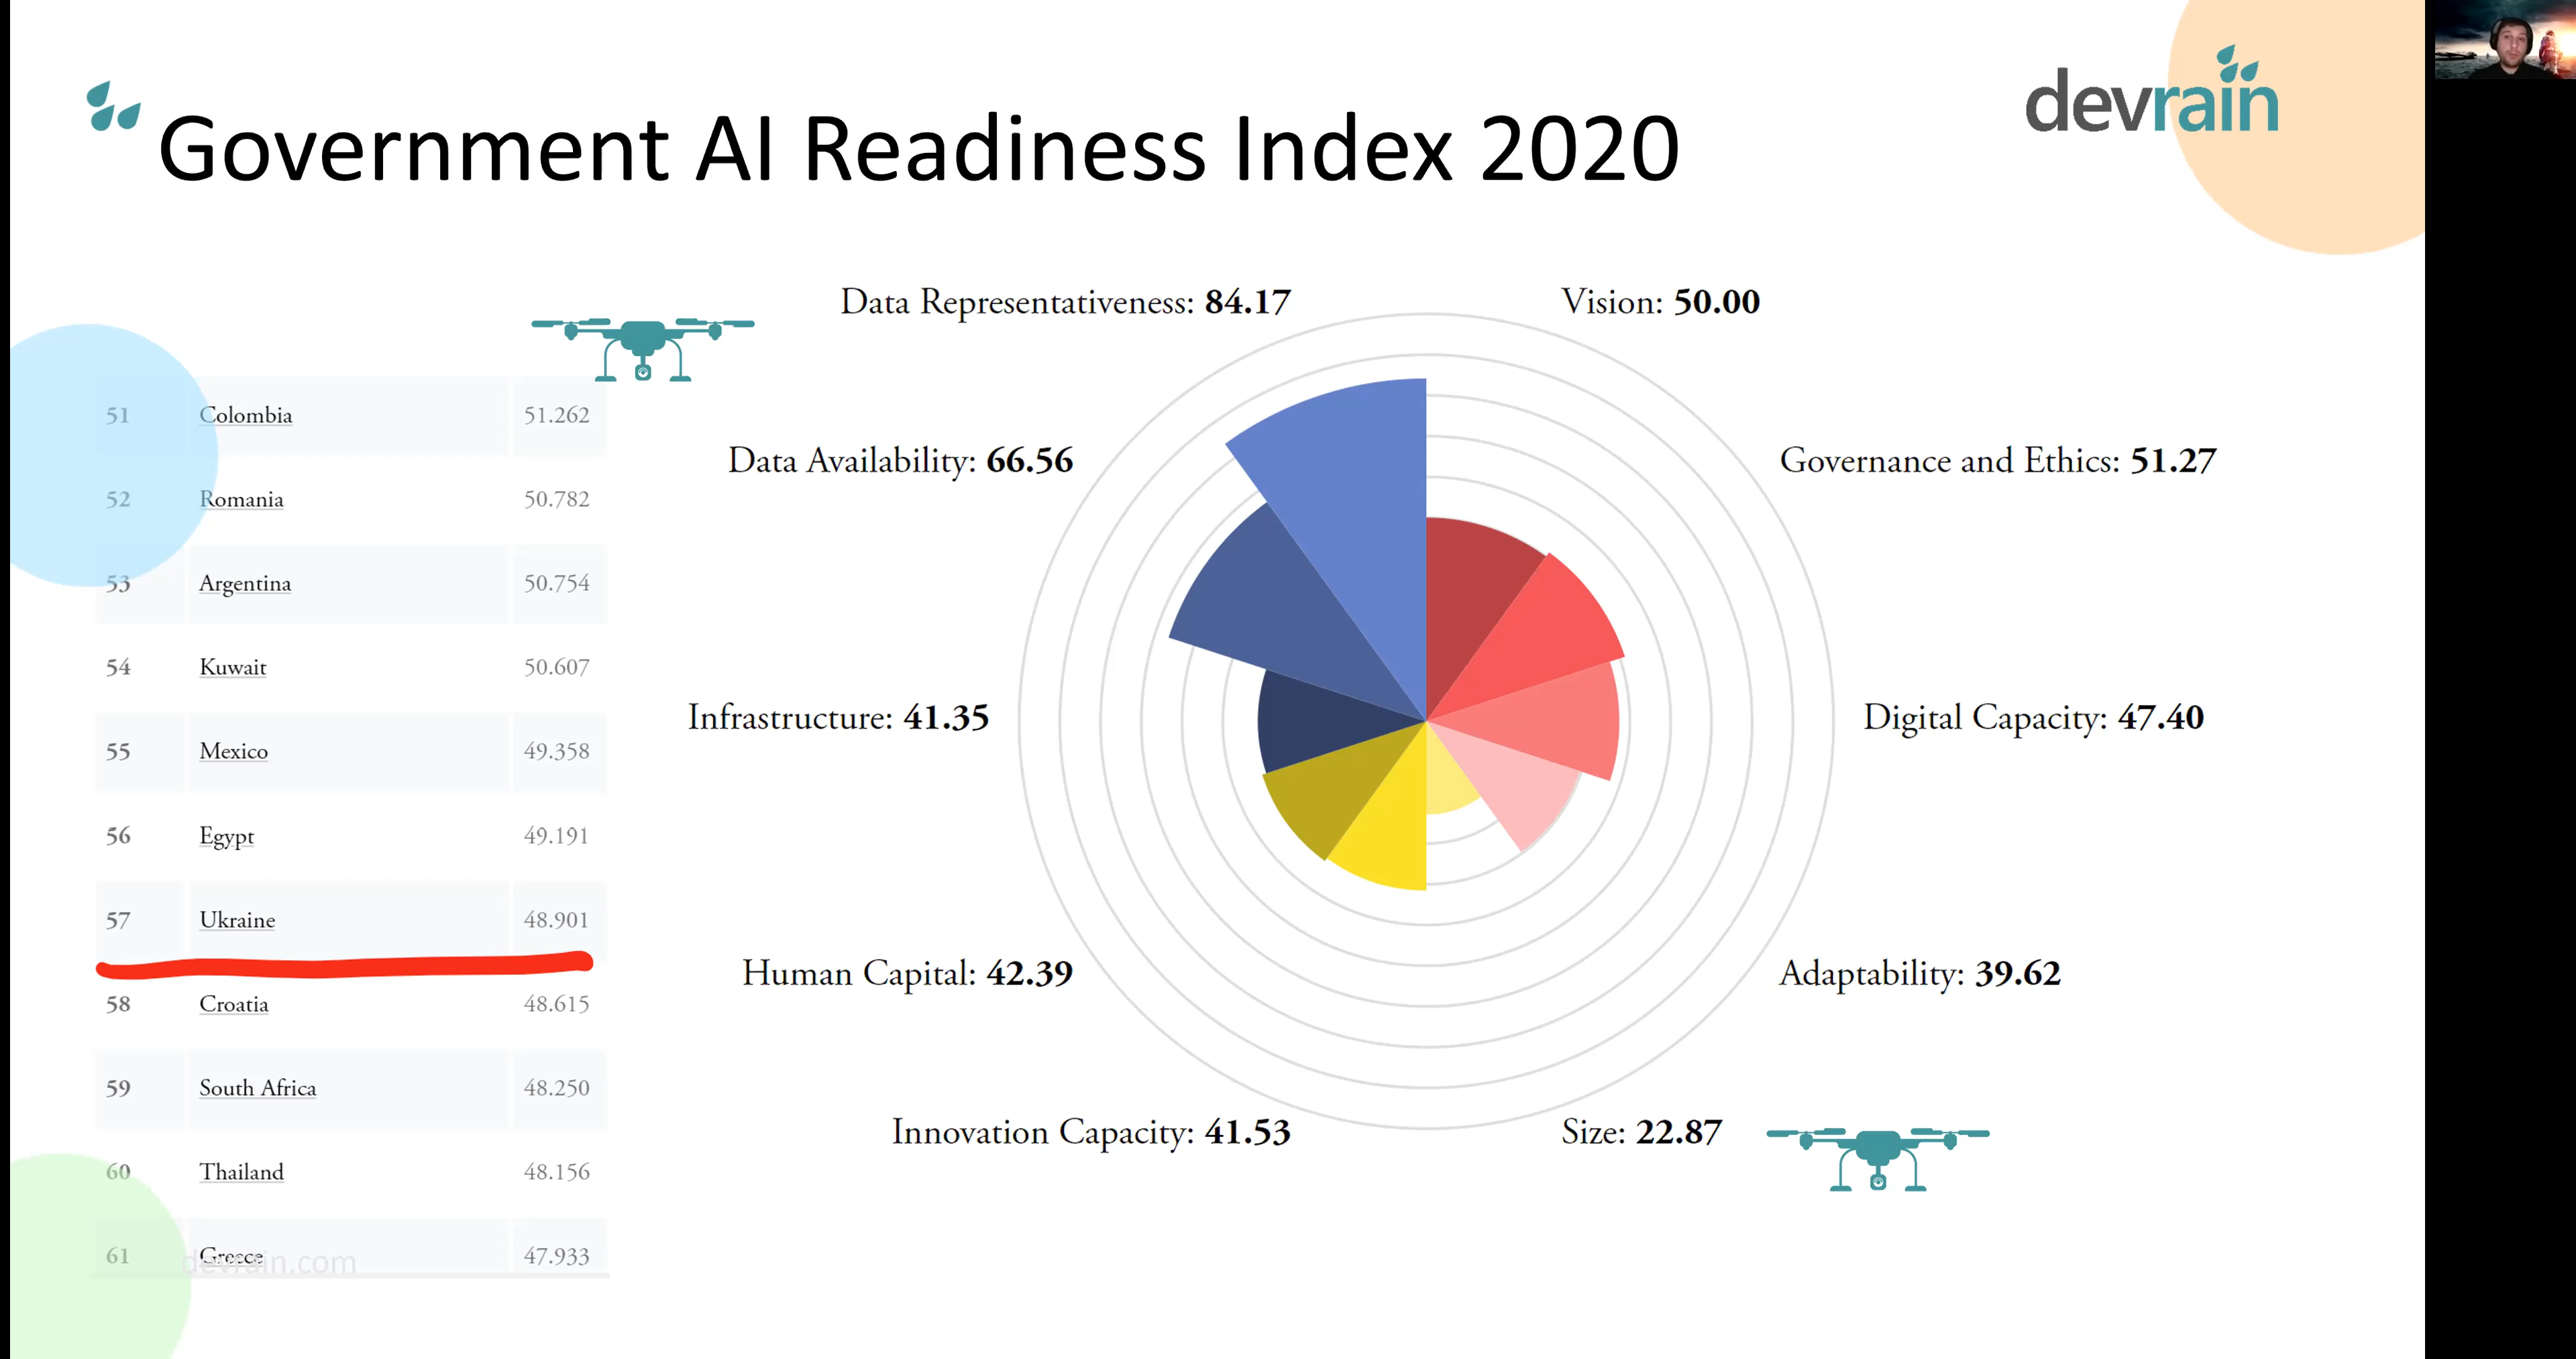 Government AI Readiness Index 2020
devrain
51 Colombia 51.262
52 Romania 50.782
53 Argentina 50.754
54 Kuwait 50.607
55 Mexico 49.358
56 Egypt 49.191
57 Ukraine 48.901
58 Croatia 48.615
59 South Africa 48.250
60 Thailand 48.156
61 Greece 47.933
devrain.com
Data Representativeness: 84.17
Vision: 50.00
Data Availability: 66.56
Governance and Ethics: 51.27
Infrastructure: 41.35
Digital Capacity: 47.40
Human Capital: 42.39
Adaptability: 39.62
Innovation Capacity: 41.53
Size: 22.87